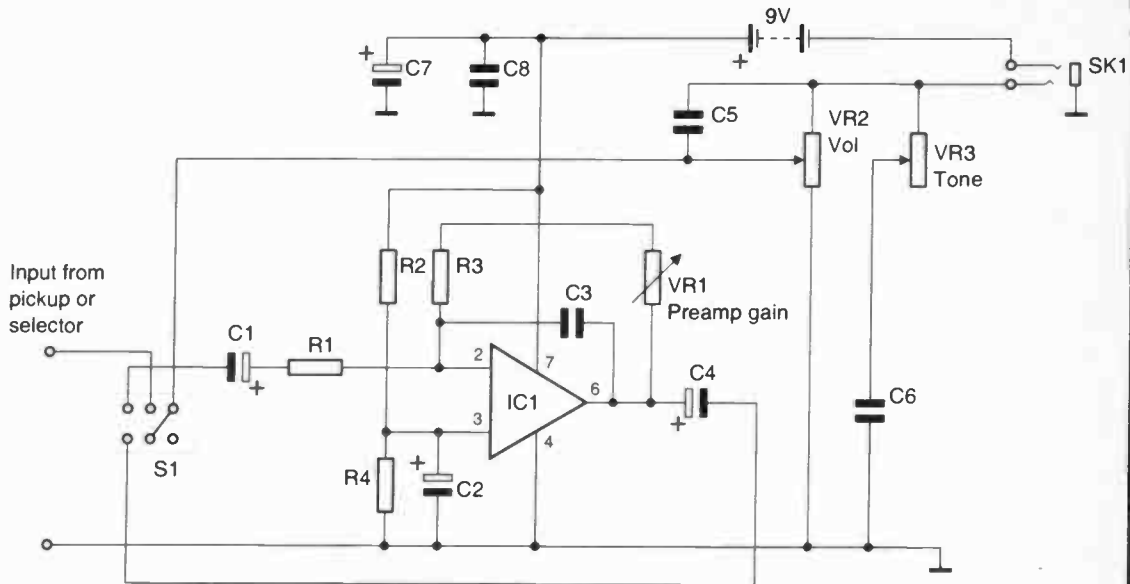 9V
+
C7
C8
+
SK1
C5
VR2
Vol
VR3
Tone
Input from
pickup or
selector
R2
R3
VR1
Preamp gain
C3
C1
R1
+
2
7
C4
IC1
6
+
C6
3
4
S1
R4
+
C2